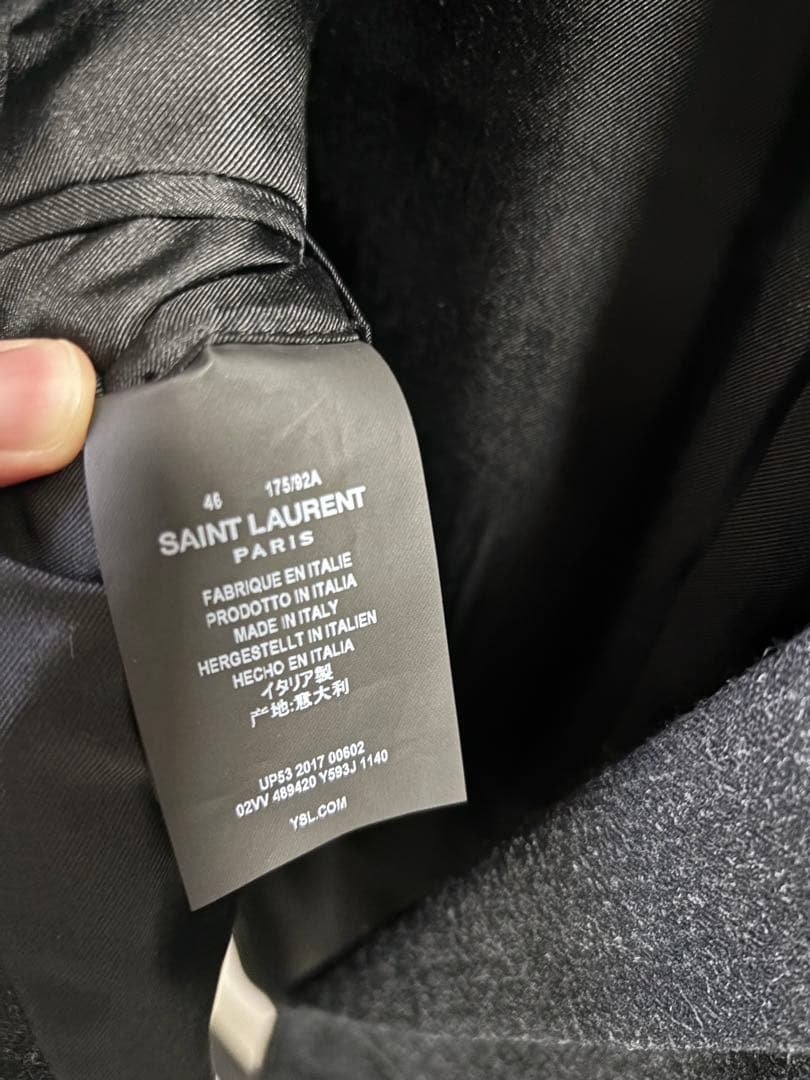 46 175/92A
SAINT LAURENT
PARIS
FABRIQUE EN ITALIE
PRODOTTO IN ITALIA
MADE IN ITALY
HERGESTELLT IN ITALIEN
HECHO EN ITALIA
イタリア製
产地:意大利
UP53 2017 00602
02VV 489420 Y593J 1140
YSL.COM